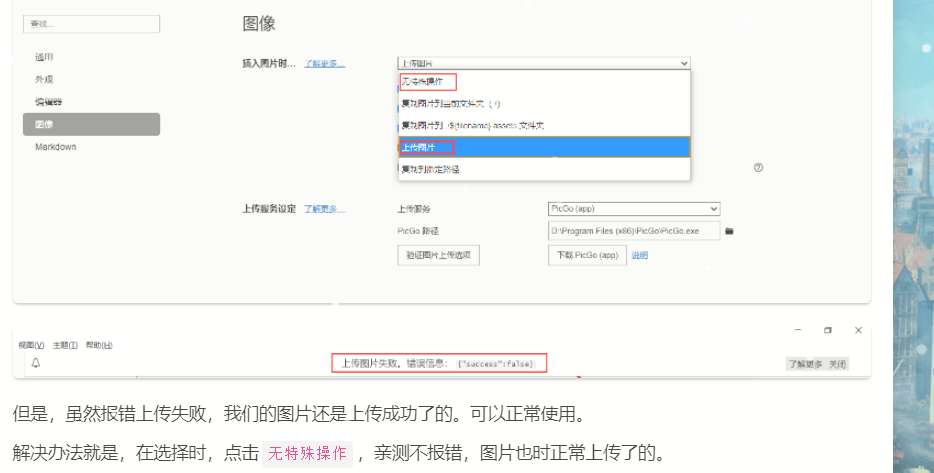 查找...
图像
通用
插入图片时... 了解更多... 上传图片
外观
无特殊操作
编辑器
复制图片到当前文件夹 (./)
图像
复制图片到 ./${filename}.assets 文件夹
Markdown
上传图片
复制到指定路径
上传服务设定 了解更多... 上传服务 PicGo (app)
PicGo 路径 D:\Program Files (x86)\PicGo\PicGo.exe
验证图片上传选项 下载 PicGo (app) 说明
视图(V) 主题(T) 帮助(H)
上传图片失败。错误信息： {"success":false} 了解更多 关闭
但是，虽然报错上传失败，我们的图片还是上传成功了的。可以正常使用。
解决办法就是，在选择时，点击 无特殊操作 ，亲测不报错，图片也时正常上传了的。